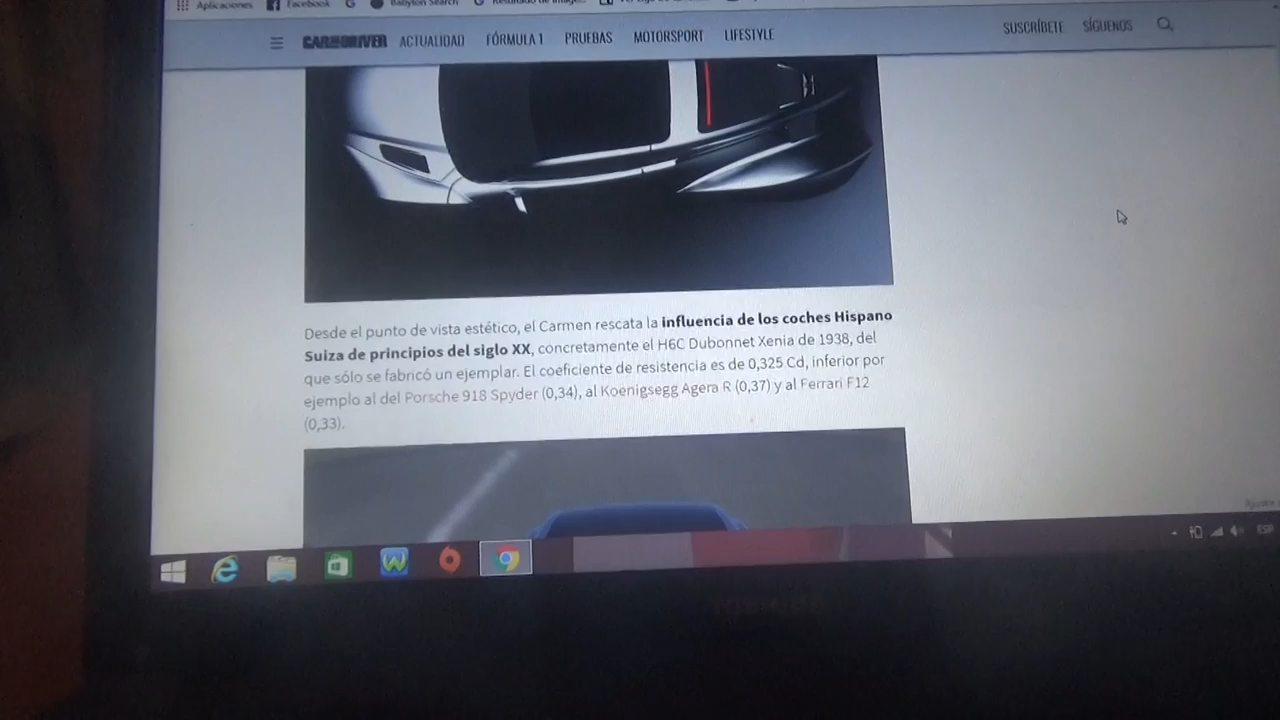 Aplicaciones Facebook Babylon Search
CAR AND DRIVER ACTUALIDAD FÓRMULA 1 PRUEBAS MOTORSPORT LIFESTYLE SUSCRÍBETE SÍGUENOS
Desde el punto de vista estético, el Carmen rescata la influencia de los coches Hispano
Suiza de principios del siglo XX, concretamente el H6C Dubonnet Xenia de 1938, del
que sólo se fabricó un ejemplar. El coeficiente de resistencia es de 0,325 Cd, inferior por
ejemplo al del Porsche 918 Spyder (0,34), al Koenigsegg Agera R (0,37) y al Ferrari F12
(0,33).
ESP